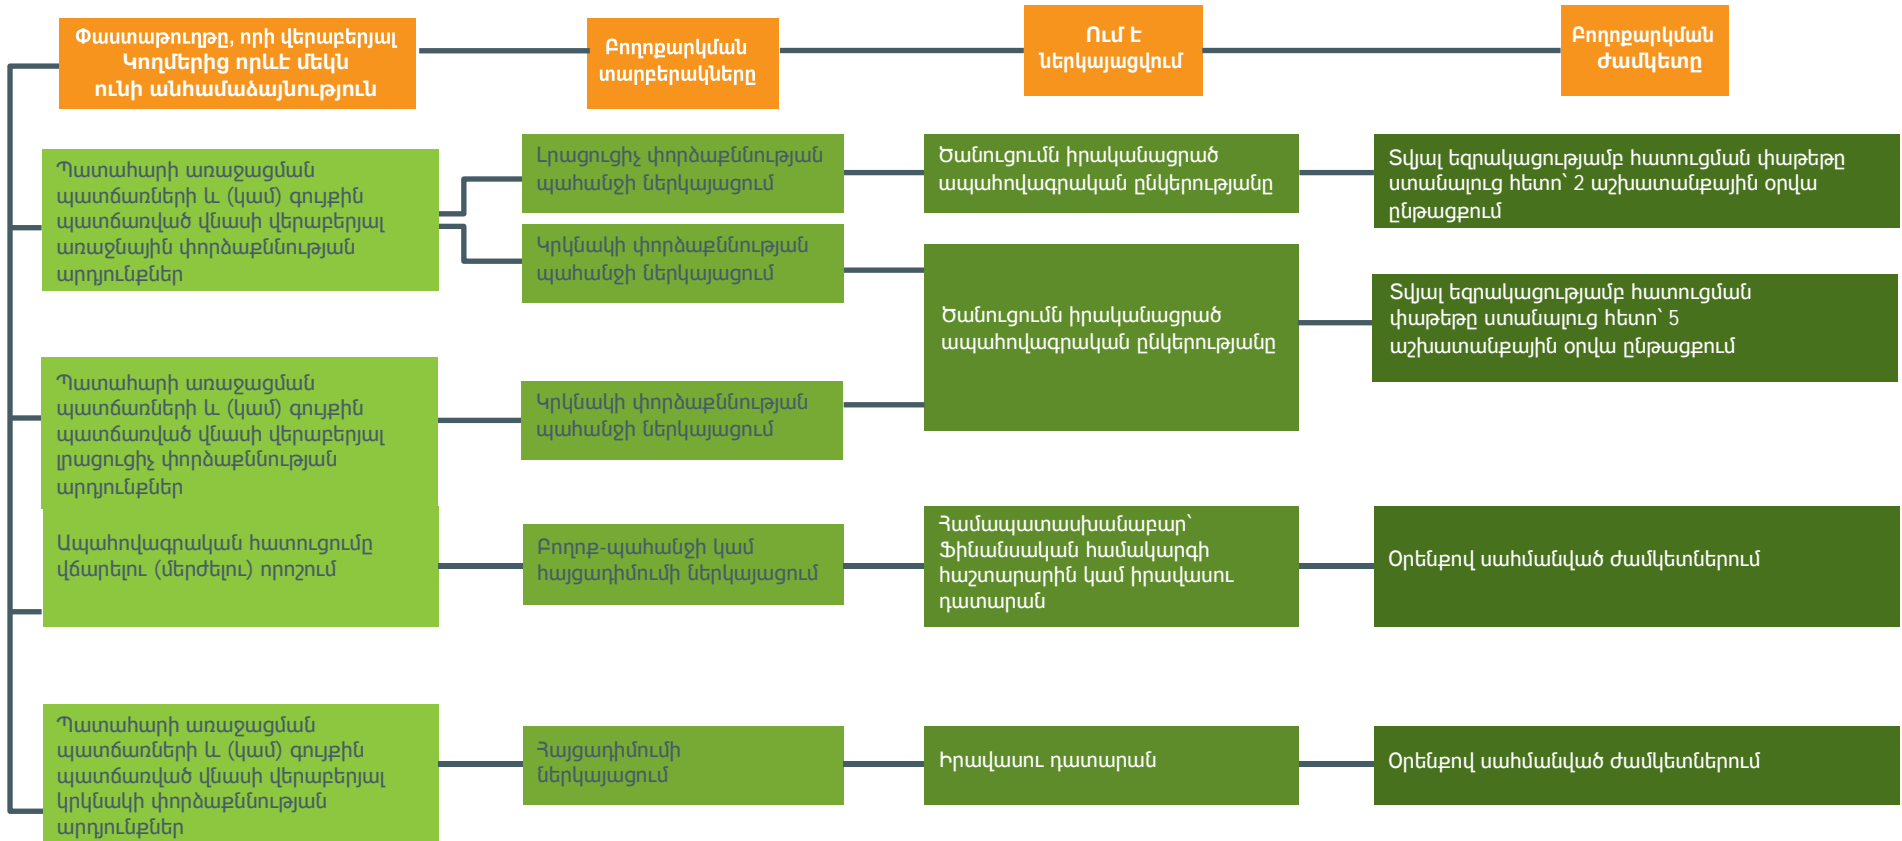 Փաստաթուղթը, որի վերաբերյալ
Կողմերից որևէ մեկն
ունի անհամաձայնություն
Բողոքարկման
տարբերակները
Ում է
ներկայացվում
Բողոքարկման
ժամկետը
Պատահարի առաջացման
պատճառների և (կամ) գույքին
պատճառված վնասի վերաբերյալ
առաջնային փորձաքննության
արդյունքներ
Լրացուցիչ փորձաքննության
պահանջի ներկայացում
Ծանուցումն իրականացրած
ապահովագրական ընկերությանը
Տվյալ եզրակացությամբ հատուցման փաթեթը
ստանալուց հետո՝ 2 աշխատանքային օրվա
ընթացքում
Կրկնակի փորձաքննության
պահանջի ներկայացում
Ծանուցումն իրականացրած
ապահովագրական ընկերությանը
Տվյալ եզրակացությամբ հատուցման
փաթեթը ստանալուց հետո՝ 5
աշխատանքային օրվա ընթացքում
Պատահարի առաջացման
պատճառների և (կամ) գույքին
պատճառված վնասի վերաբերյալ
լրացուցիչ փորձաքննության
արդյունքներ
Կրկնակի փորձաքննության
պահանջի ներկայացում
Ապահովագրական հատուցումը
վճարելու (մերժելու) որոշում
Բողոք-պահանջի կամ
հայցադիմումի ներկայացում
Համապատասխանաբար՝
Ֆինանսական համակարգի
հաշտարարին կամ իրավասու
դատարան
Օրենքով սահմանված ժամկետներում
Պատահարի առաջացման
պատճառների և (կամ) գույքին
պատճառված վնասի վերաբերյալ
կրկնակի փորձաքննության
արդյունքներ
Հայցադիմումի
ներկայացում
Իրավասու դատարան
Օրենքով սահմանված ժամկետներում